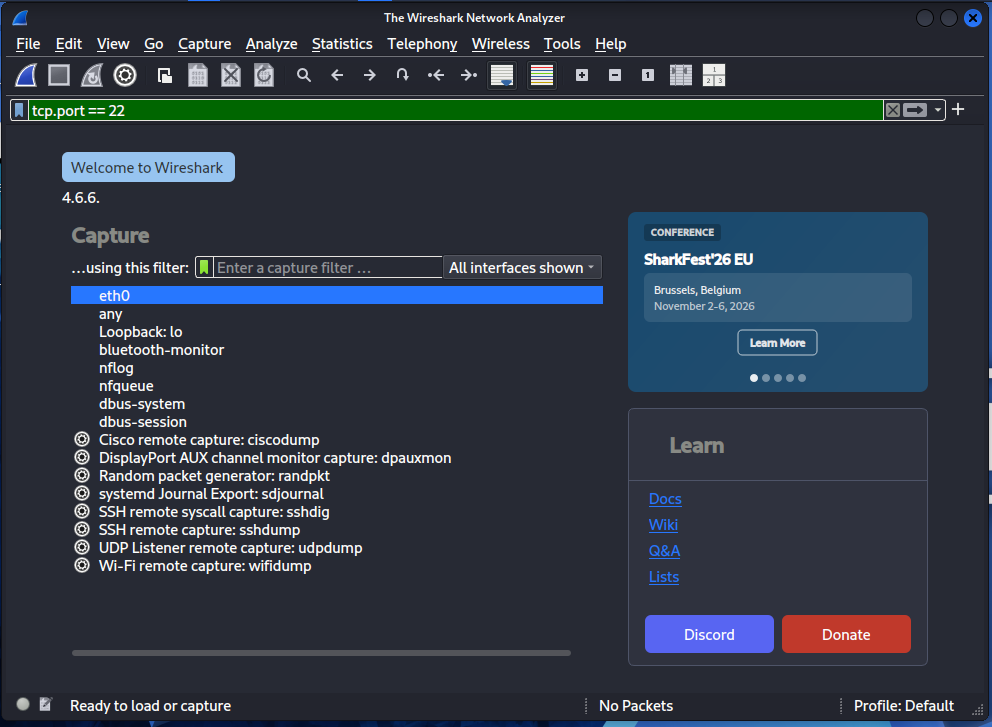 The Wireshark Network Analyzer
File Edit View Go Capture Analyze Statistics Telephony Wireless Tools Help
tcp.port == 22
Welcome to Wireshark
4.6.6.
Capture
...using this filter: Enter a capture filter ... All interfaces shown
eth0
any
Loopback: lo
bluetooth-monitor
nflog
nfqueue
dbus-system
dbus-session
Cisco remote capture: ciscodump
DisplayPort AUX channel monitor capture: dpauxmon
Random packet generator: randpkt
systemd Journal Export: sdjournal
SSH remote syscall capture: sshdig
SSH remote capture: sshdump
UDP Listener remote capture: udpdump
Wi-Fi remote capture: wifidump
CONFERENCE
SharkFest'26 EU
Brussels, Belgium
November 2-6, 2026
Learn More
Learn
Docs
Wiki
Q&A
Lists
Discord Donate
Ready to load or capture No Packets Profile: Default